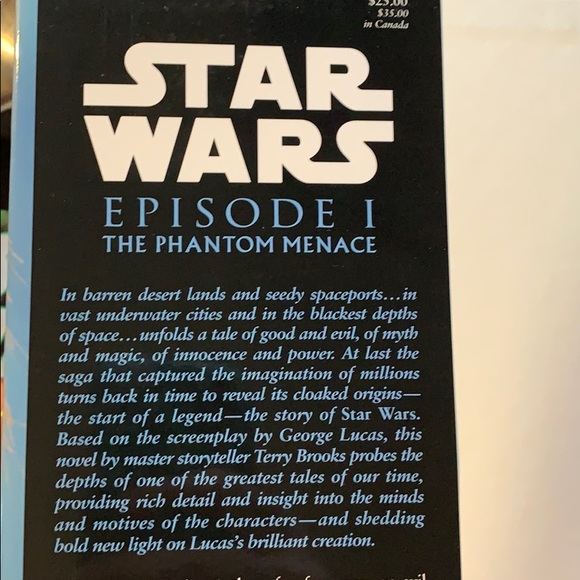 $25.00
$35.00
in Canada
STAR
WARS
EPISODE I
THE PHANTOM MENACE
In barren desert lands and seedy spaceports...in
vast underwater cities and in the blackest depths
of space...unfolds a tale of good and evil, of myth
and magic, of innocence and power. At last the
saga that captured the imagination of millions
turns back in time to reveal its cloaked origins—
the start of a legend—the story of Star Wars.
Based on the screenplay by George Lucas, this
novel by master storyteller Terry Brooks probes the
depths of one of the greatest tales of our time,
providing rich detail and insight into the minds
and motives of the characters—and shedding
bold new light on Lucas's brilliant creation.